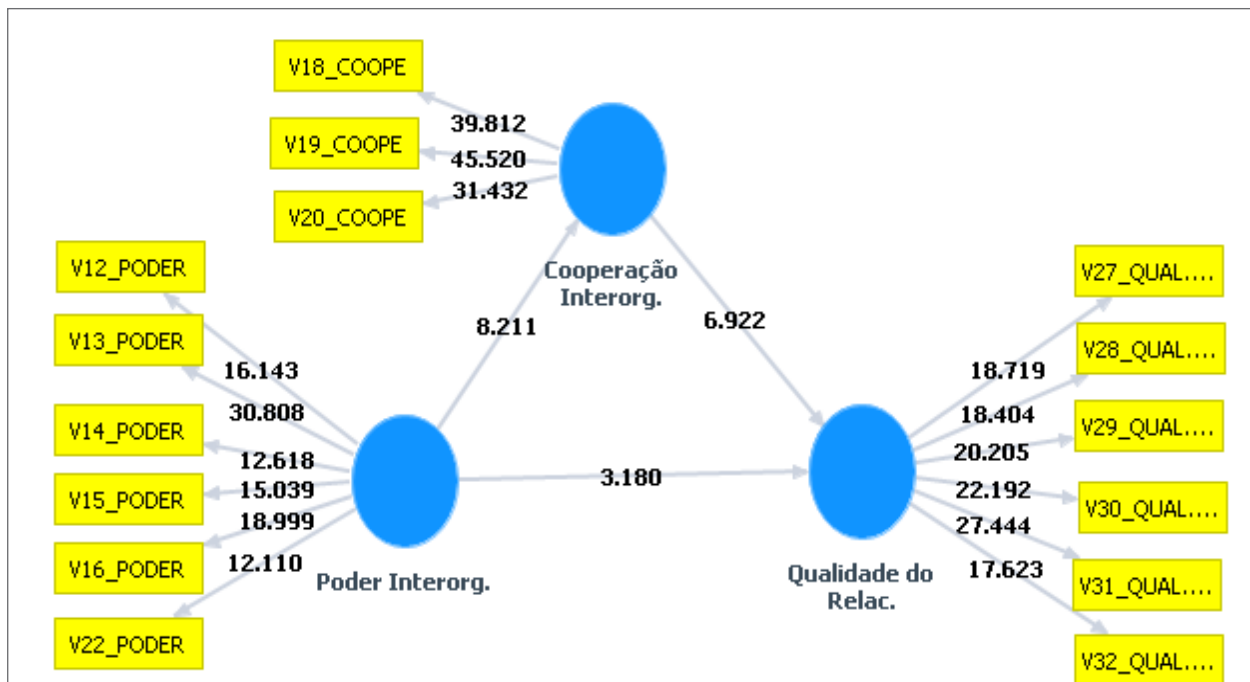 V18_COOPE
39.812
V19_COOPE
45.520
V20_COOPE
31.432
Cooperação
Interorg.
V12_PODER
V13_PODER
V14_PODER
V15_PODER
V16_PODER
V22_PODER
16.143
30.808
12.618
15.039
18.999
12.110
Poder Interorg.
8.211
6.922
3.180
Qualidade do
Relac.
18.719
18.404
20.205
22.192
27.444
17.623
V27_QUAL....
V28_QUAL....
V29_QUAL....
V30_QUAL....
V31_QUAL....
V32_QUAL....